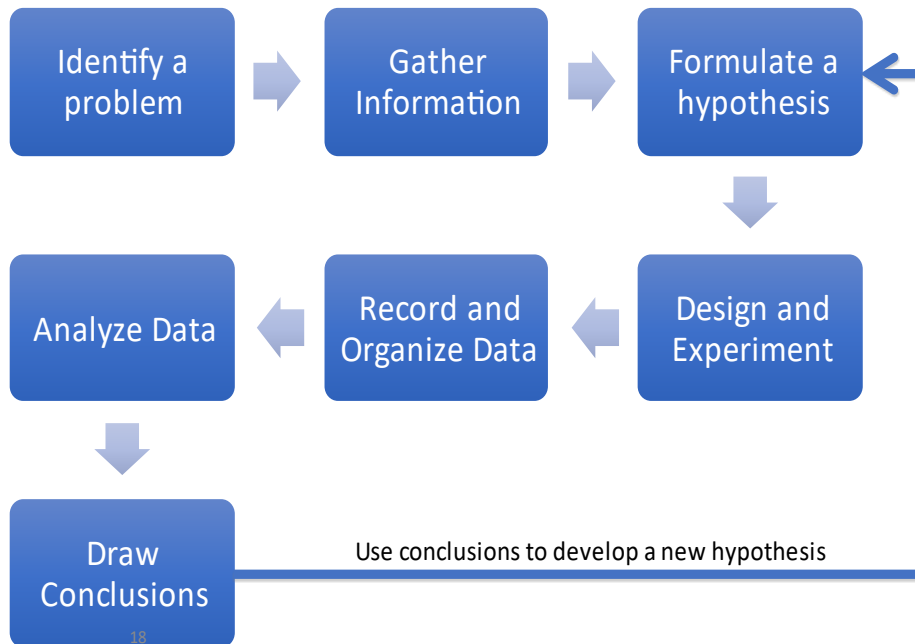 Identify a
problem
Gather
Information
Formulate a
hypothesis
Design and
Experiment
Record and
Organize Data
Analyze Data
Draw
Conclusions
Use conclusions to develop a new hypothesis
18